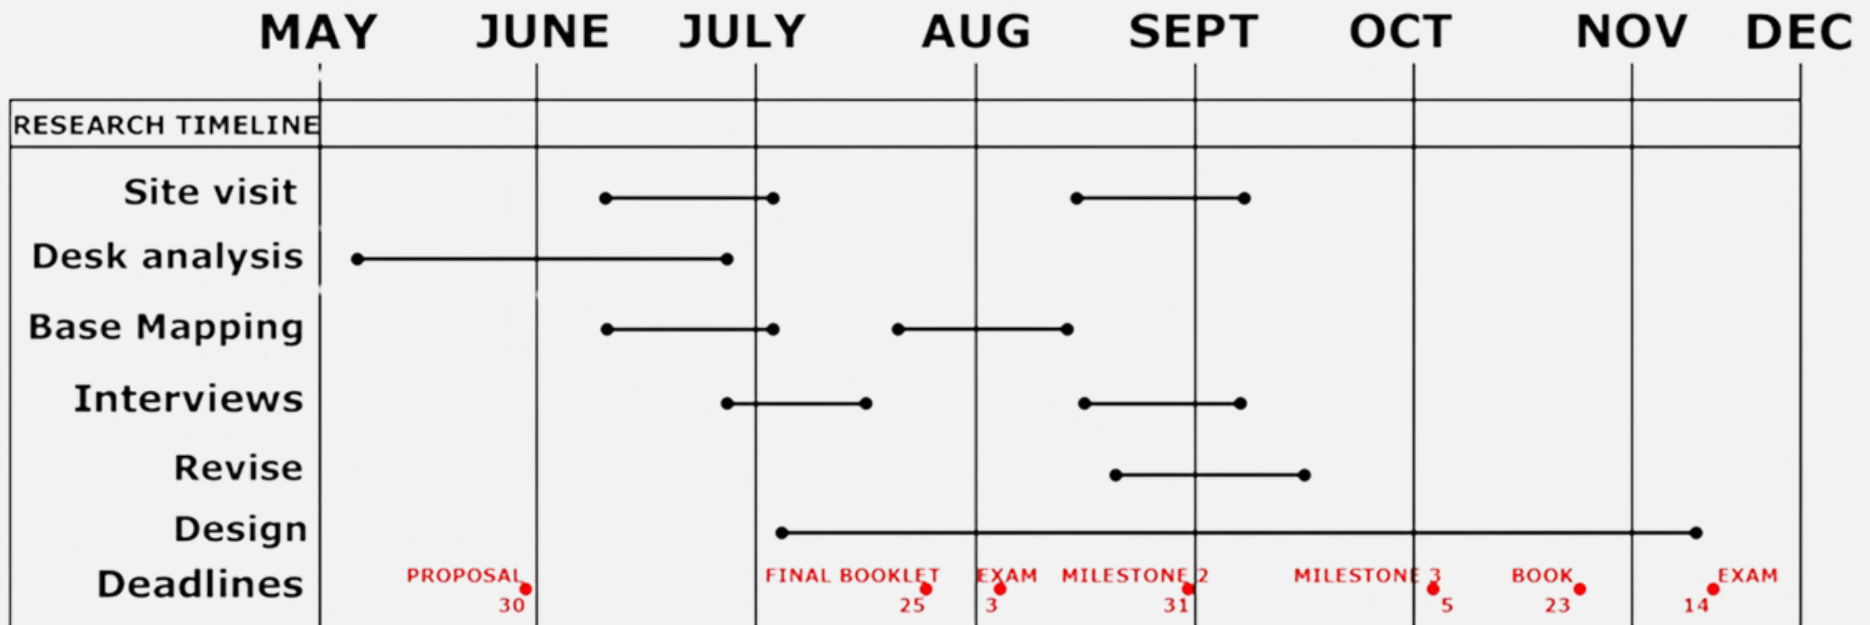 MAY JUNE JULY AUG SEPT OCT NOV DEC
RESEARCH TIMELINE
Site visit
Desk analysis
Base Mapping
Interviews
Revise
Design
Deadlines
PROPOSAL FINAL BOOKLET EXAM MILESTONE 2 MILESTONE 3 BOOK EXAM
30 25 3 31 5 23 14